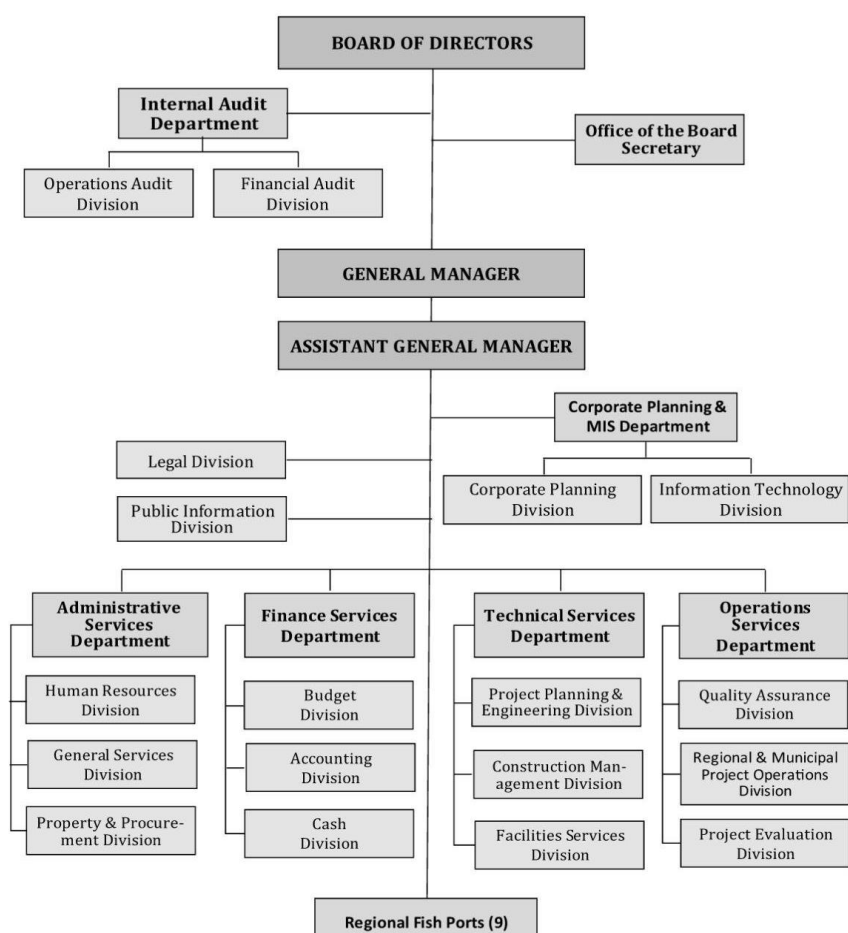 BOARD OF DIRECTORS
Internal Audit
Department
Office of the Board
Secretary
Operations Audit
Division
Financial Audit
Division
GENERAL MANAGER
ASSISTANT GENERAL MANAGER
Corporate Planning &
MIS Department
Legal Division
Corporate Planning
Division
Information Technology
Division
Public Information
Division
Administrative
Services
Department
Finance Services
Department
Technical Services
Department
Operations
Services
Department
Human Resources
Division
Budget
Division
Project Planning &
Engineering Division
Quality Assurance
Division
General Services
Division
Accounting
Division
Construction Man-
agement Division
Regional & Municipal
Project Operations
Division
Property & Procure-
ment Division
Cash
Division
Facilities Services
Division
Project Evaluation
Division
Regional Fish Ports (9)